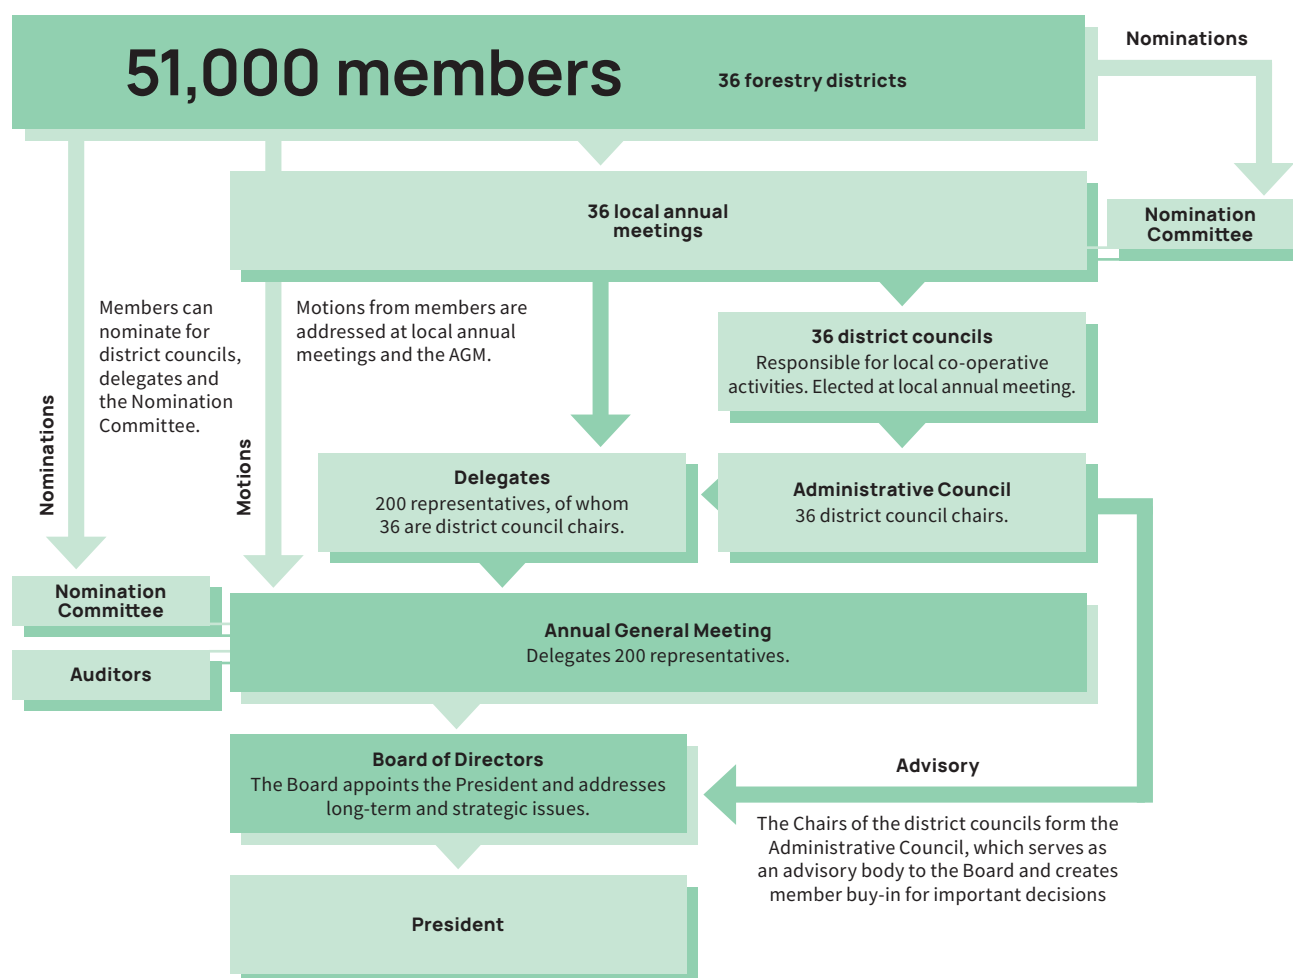 51,000 members
36 forestry districts
Nominations
36 local annual
meetings
Nomination
Committee
Members can
nominate for
district councils,
delegates and
the Nomination
Committee.
Nominations
Motions from members are
addressed at local annual
meetings and the AGM.
Motions
36 district councils
Responsible for local co-operative
activities. Elected at local annual meeting.
Delegates
200 representatives, of whom
36 are district council chairs.
Administrative Council
36 district council chairs.
Nomination
Committee
Auditors
Annual General Meeting
Delegates 200 representatives.
Board of Directors
The Board appoints the President and addresses
long-term and strategic issues.
Advisory
The Chairs of the district councils form the
Administrative Council, which serves as
an advisory body to the Board and creates
member buy-in for important decisions
President